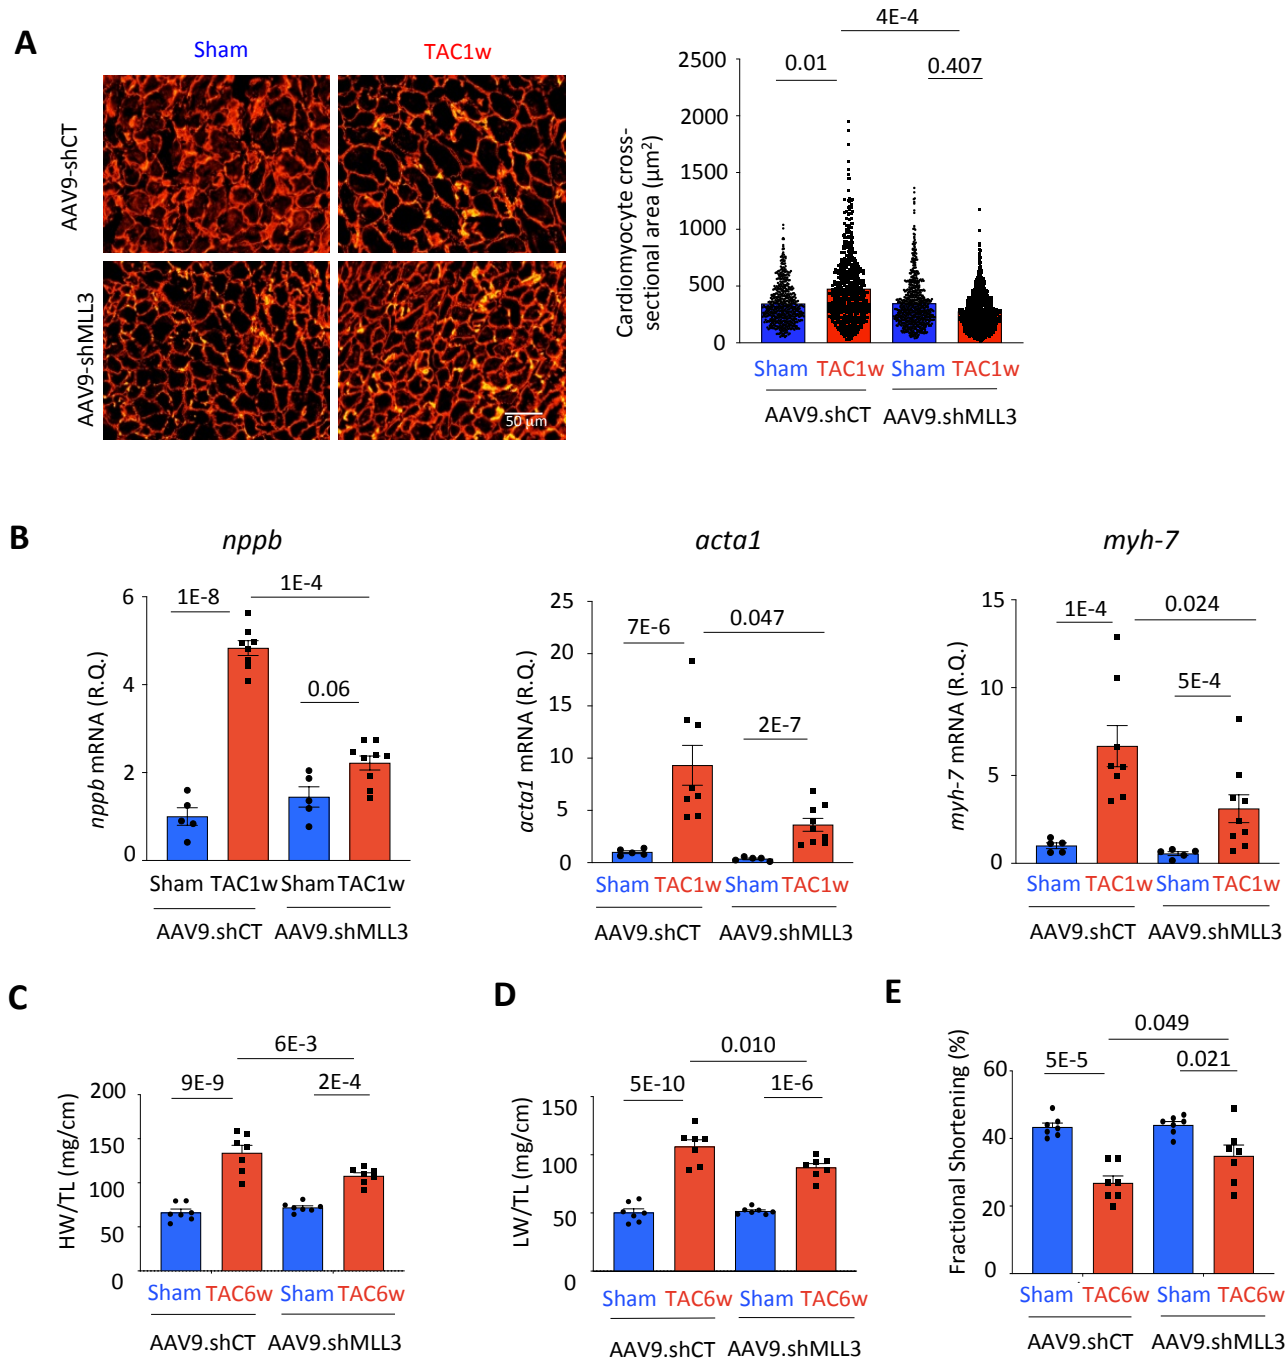 A
Sham
TAC1w
AAV9-shCT
AAV9-shMLL3
50 µm
4E-4
0.01
0.407
Cardiomyocyte cross-
sectional area (µm²)
2500
2000
1500
1000
500
0
Sham TAC1w Sham TAC1w
AAV9.shCT AAV9.shMLL3
B
nppb
1E-8
1E-4
0.06
nppb mRNA (R.Q.)
6
4
2
0
Sham TAC1w Sham TAC1w
AAV9.shCT AAV9.shMLL3
acta1
7E-6
0.047
2E-7
acta1 mRNA (R.Q.)
25
20
15
10
5
0
Sham TAC1w Sham TAC1w
AAV9.shCT AAV9.shMLL3
myh-7
1E-4
0.024
5E-4
myh-7 mRNA (R.Q.)
15
10
5
0
Sham TAC1w Sham TAC1w
AAV9.shCT AAV9.shMLL3
C
6E-3
9E-9
2E-4
HW/TL (mg/cm)
200
150
100
50
0
Sham TAC6w Sham TAC6w
AAV9.shCT AAV9.shMLL3
D
0.010
5E-10
1E-6
LW/TL (mg/cm)
150
100
50
0
Sham TAC6w Sham TAC6w
AAV9.shCT AAV9.shMLL3
E
0.049
5E-5
0.021
Fractional Shortening (%)
60
40
20
0
Sham TAC6w Sham TAC6w
AAV9.shCT AAV9.shMLL3